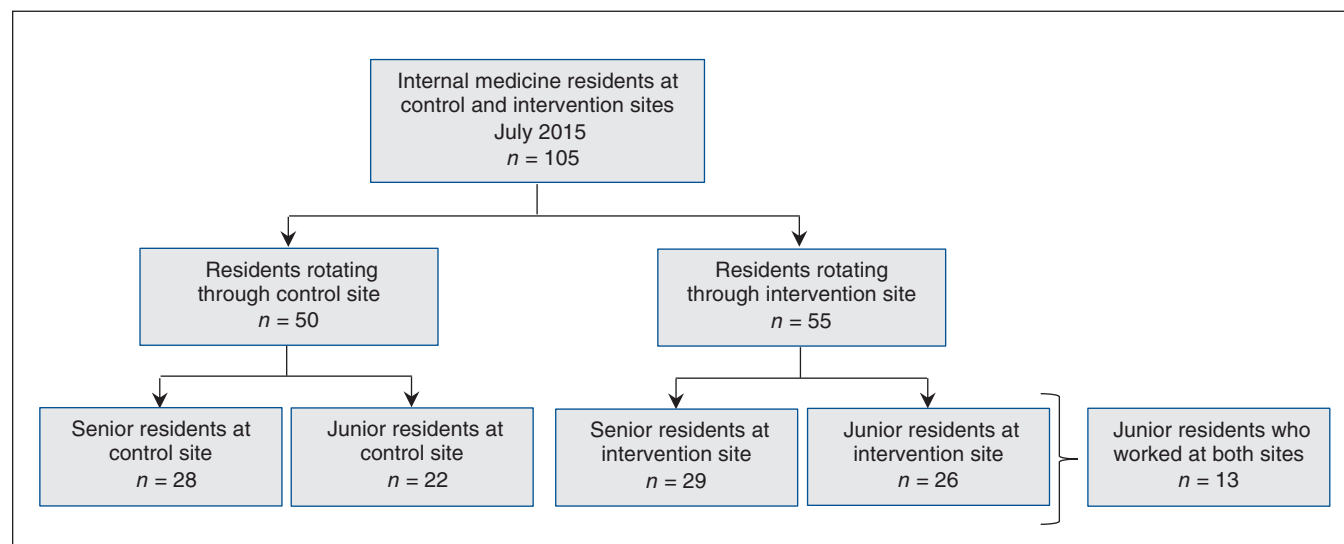 Internal medicine residents at
control and intervention sites
July 2015
n = 105
Residents rotating
through control site
n = 50
Residents rotating
through intervention site
n = 55
Senior residents at
control site
n = 28
Junior residents at
control site
n = 22
Senior residents at
intervention site
n = 29
Junior residents at
intervention site
n = 26
Junior residents who
worked at both sites
n = 13